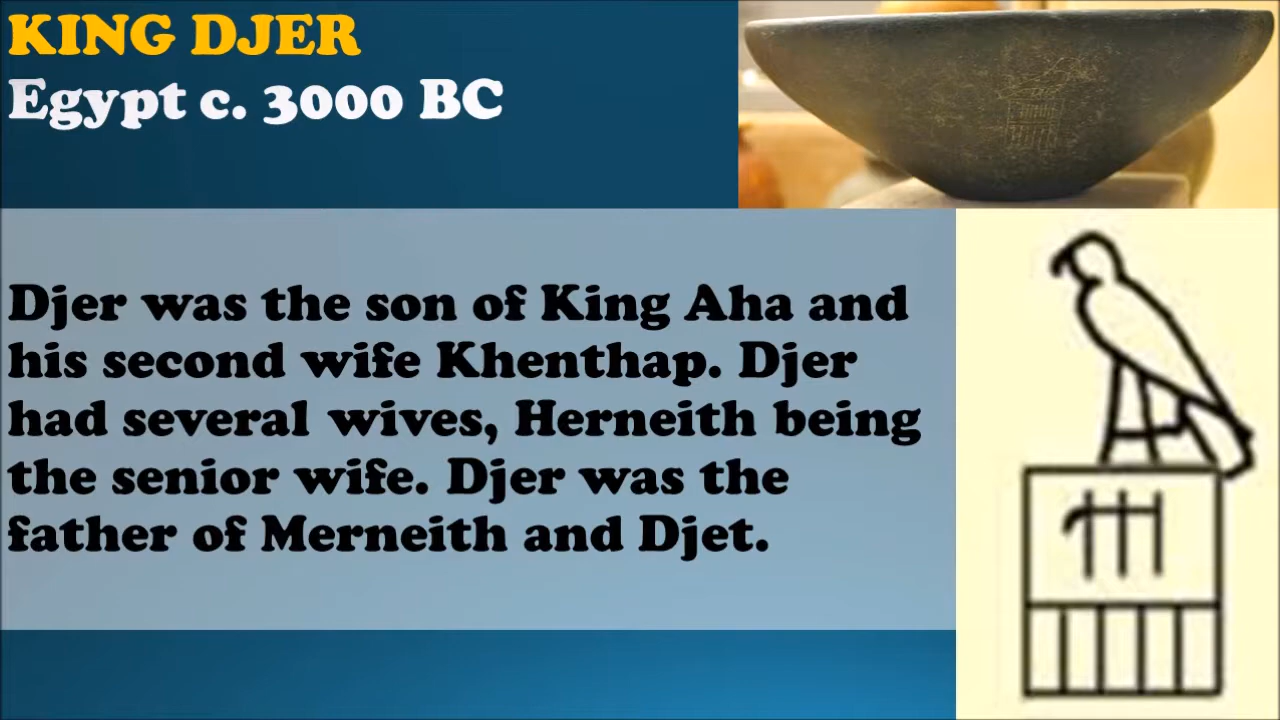 KING DJER
Egypt c. 3000 BC
Djer was the son of King Aha and
his second wife Khenthap. Djer
had several wives, Herneith being
the senior wife. Djer was the
father of Merneith and Djet.